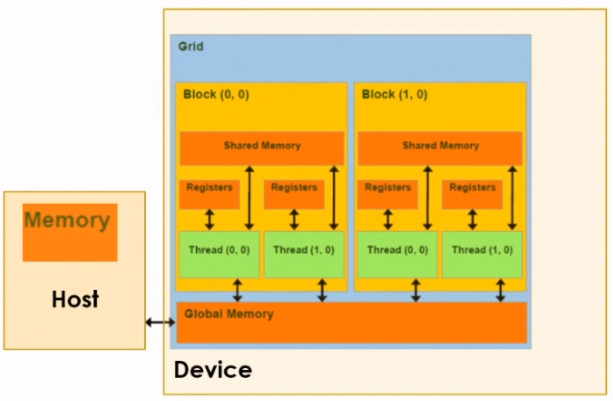 Grid
Block (0, 0)
Block (1, 0)
Shared Memory
Shared Memory
Registers
Registers
Registers
Registers
Thread (0, 0)
Thread (1, 0)
Thread (0, 0)
Thread (1, 0)
Memory
Host
Global Memory
Device